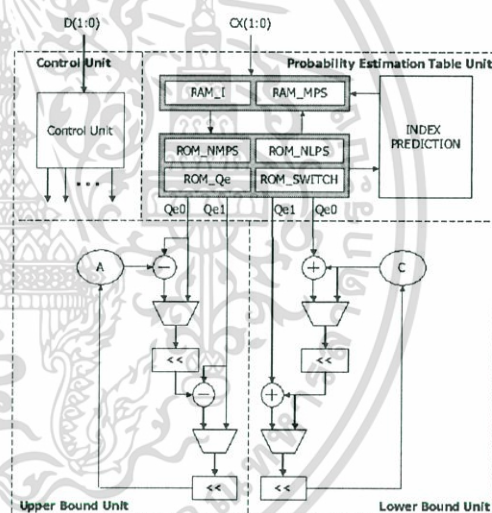 D(1:0)
CX(1:0)
Control Unit
Probability Estimation Table Unit
Control Unit
RAM_I
RAM_MPS
ROM_NMPS
ROM_NLPS
ROM_Qe
ROM_SWITCH
INDEX
PREDICTION
Qe0
Qe1
Qe1
Qe0
A
−
+
C
<<
<<
−
+
<<
<<
Upper Bound Unit
Lower Bound Unit